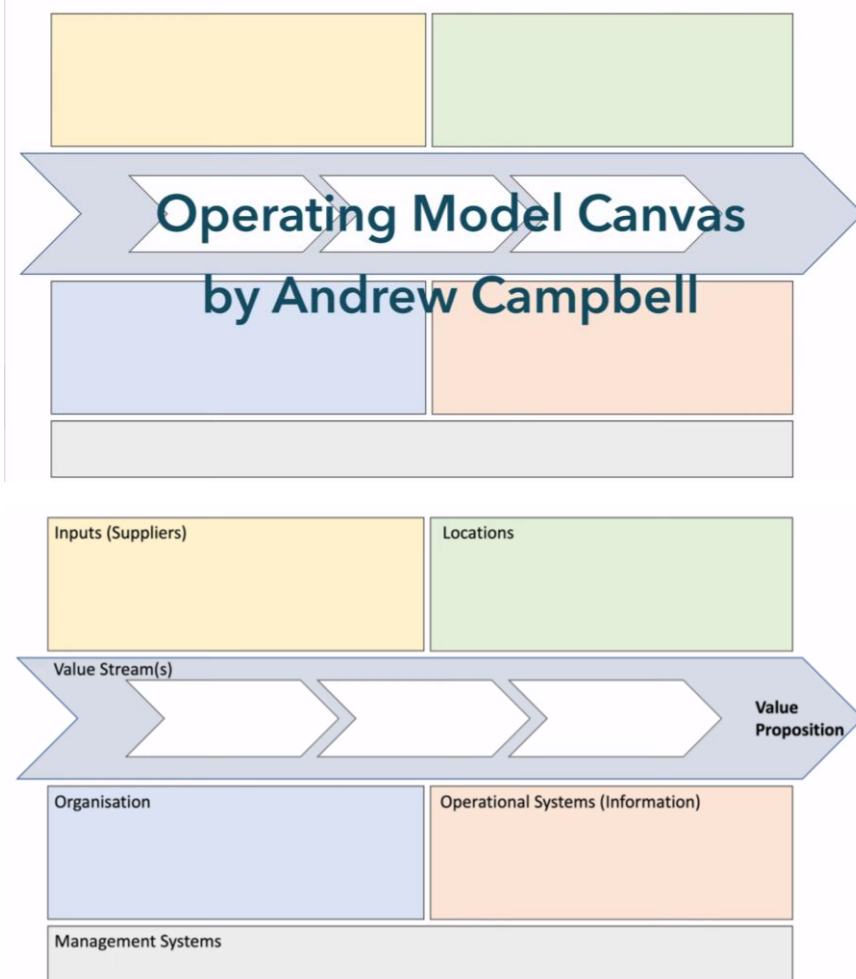 Operating Model Canvas
by Andrew Campbell
Inputs (Suppliers)
Locations
Value Stream(s)
Value
Proposition
Organisation
Operational Systems (Information)
Management Systems